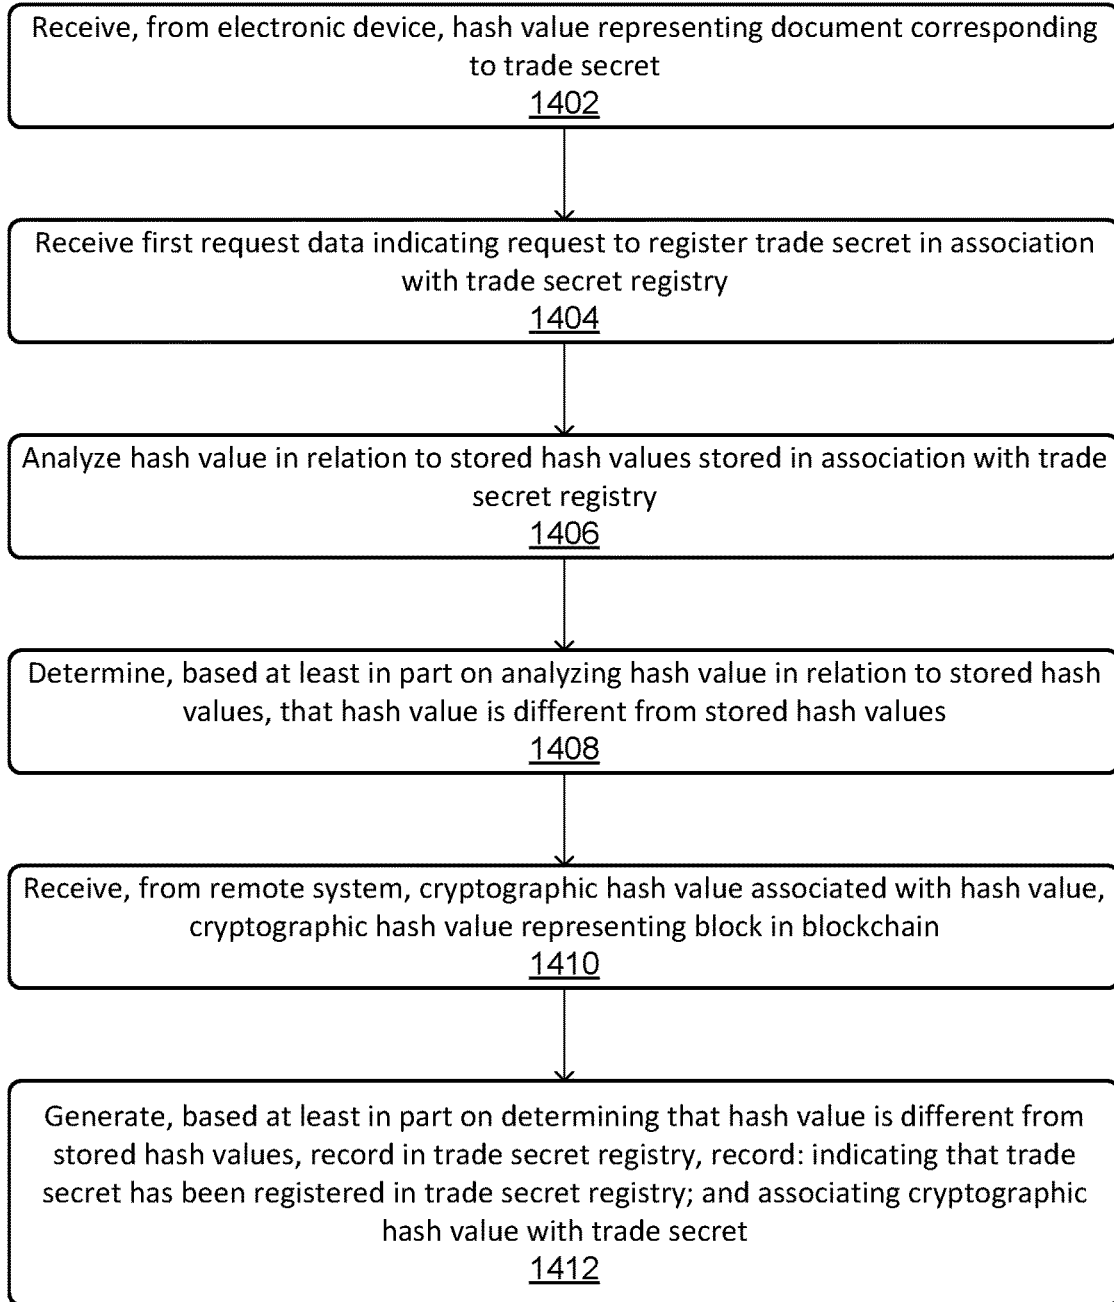 Receive, from electronic device, hash value representing document corresponding
to trade secret
1402
Receive first request data indicating request to register trade secret in association
with trade secret registry
1404
Analyze hash value in relation to stored hash values stored in association with trade
secret registry
1406
Determine, based at least in part on analyzing hash value in relation to stored hash
values, that hash value is different from stored hash values
1408
Receive, from remote system, cryptographic hash value associated with hash value,
cryptographic hash value representing block in blockchain
1410
Generate, based at least in part on determining that hash value is different from
stored hash values, record in trade secret registry, record: indicating that trade
secret has been registered in trade secret registry; and associating cryptographic
hash value with trade secret
1412